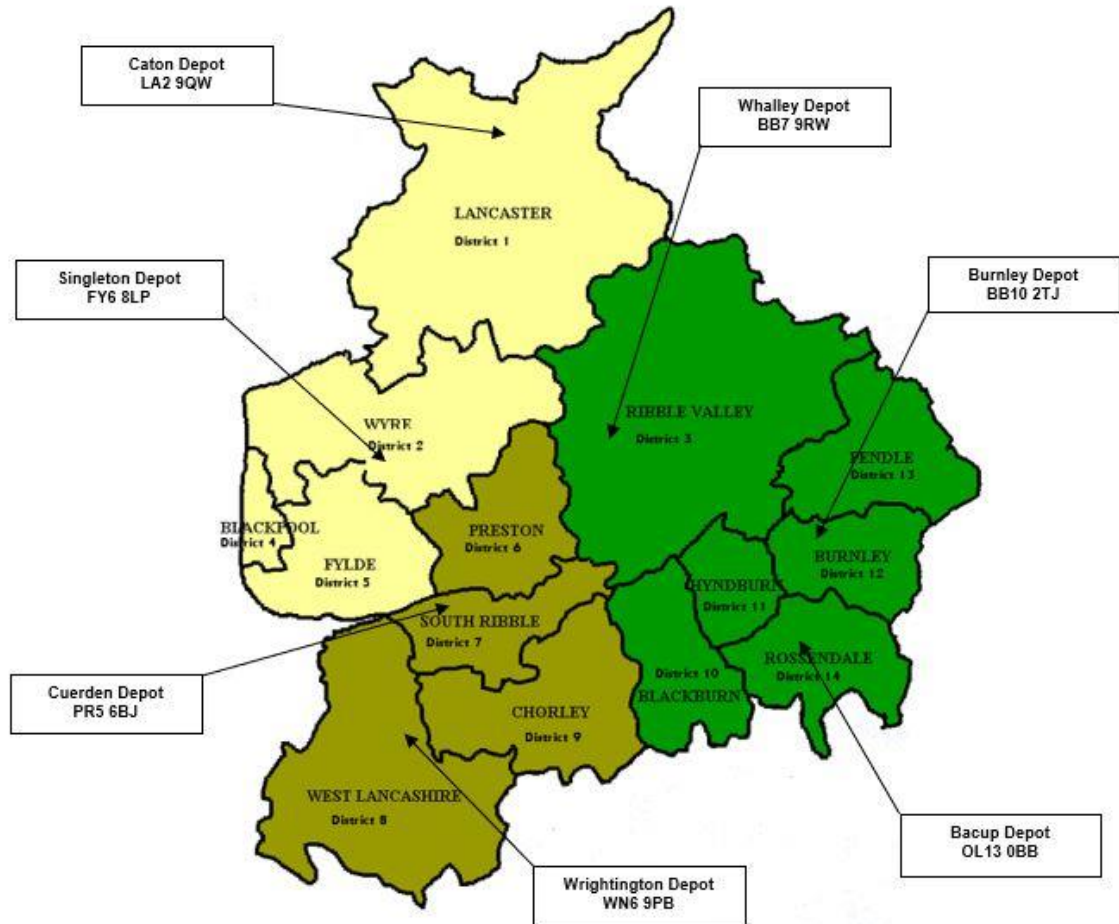 Caton Depot
LA2 9QW
Whalley Depot
BB7 9RW
LANCASTER
District 1
Singleton Depot
FY6 8LP
Burnley Depot
BB10 2TJ
WYRE
District 2
RIBBLE VALLEY
District 3
PENDLE
District 13
BLACKPOOL
District 4
PRESTON
District 6
FYLDE
District 5
BURNLEY
District 12
HYNDBURN
District 11
SOUTH RIBBLE
District 7
ROSSENDALE
District 14
District 10
BLACKBURN
Cuerden Depot
PR5 6BJ
CHORLEY
District 9
WEST LANCASHIRE
District 8
Bacup Depot
OL13 0BB
Wrightington Depot
WN6 9PB